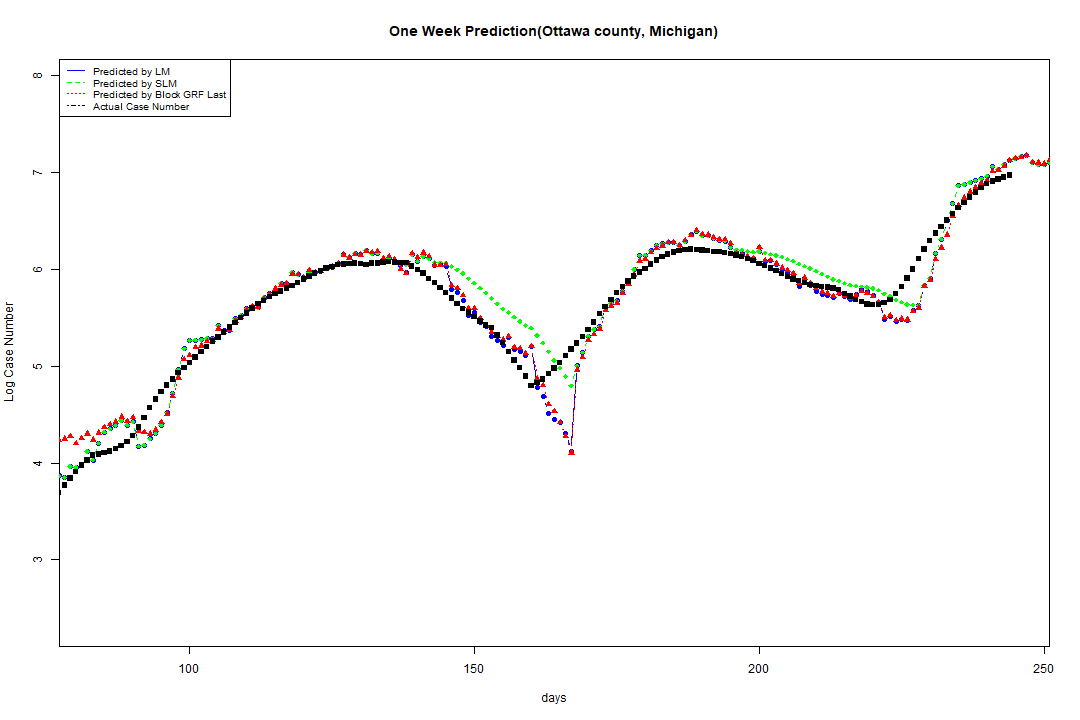 One Week Prediction(Ottawa county, Michigan)
Predicted by LM
Predicted by SLM
Predicted by Block GRF Last
Actual Case Number
8
7
6
5
4
3
Log Case Number
100
150
200
250
days